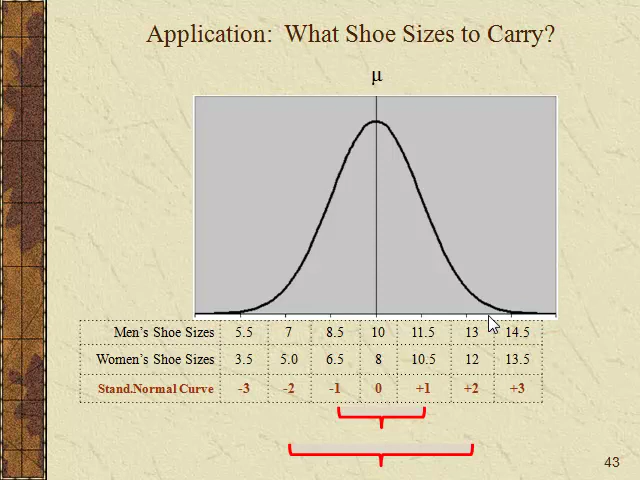 Application:  What Shoe Sizes to Carry?
μ
Men's Shoe Sizes 5.5 7 8.5 10 11.5 13 14.5
Women's Shoe Sizes 3.5 5.0 6.5 8 10.5 12 13.5
Stand.Normal Curve -3 -2 -1 0 +1 +2 +3
43